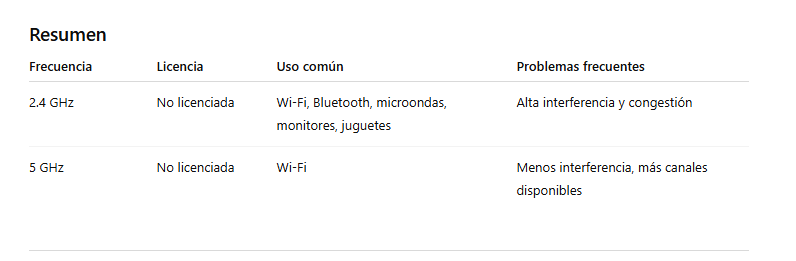 Resumen
Frecuencia Licencia Uso común Problemas frecuentes
2.4 GHz No licenciada Wi-Fi, Bluetooth, microondas, Alta interferencia y congestión
monitores, juguetes
5 GHz No licenciada Wi-Fi Menos interferencia, más canales
disponibles